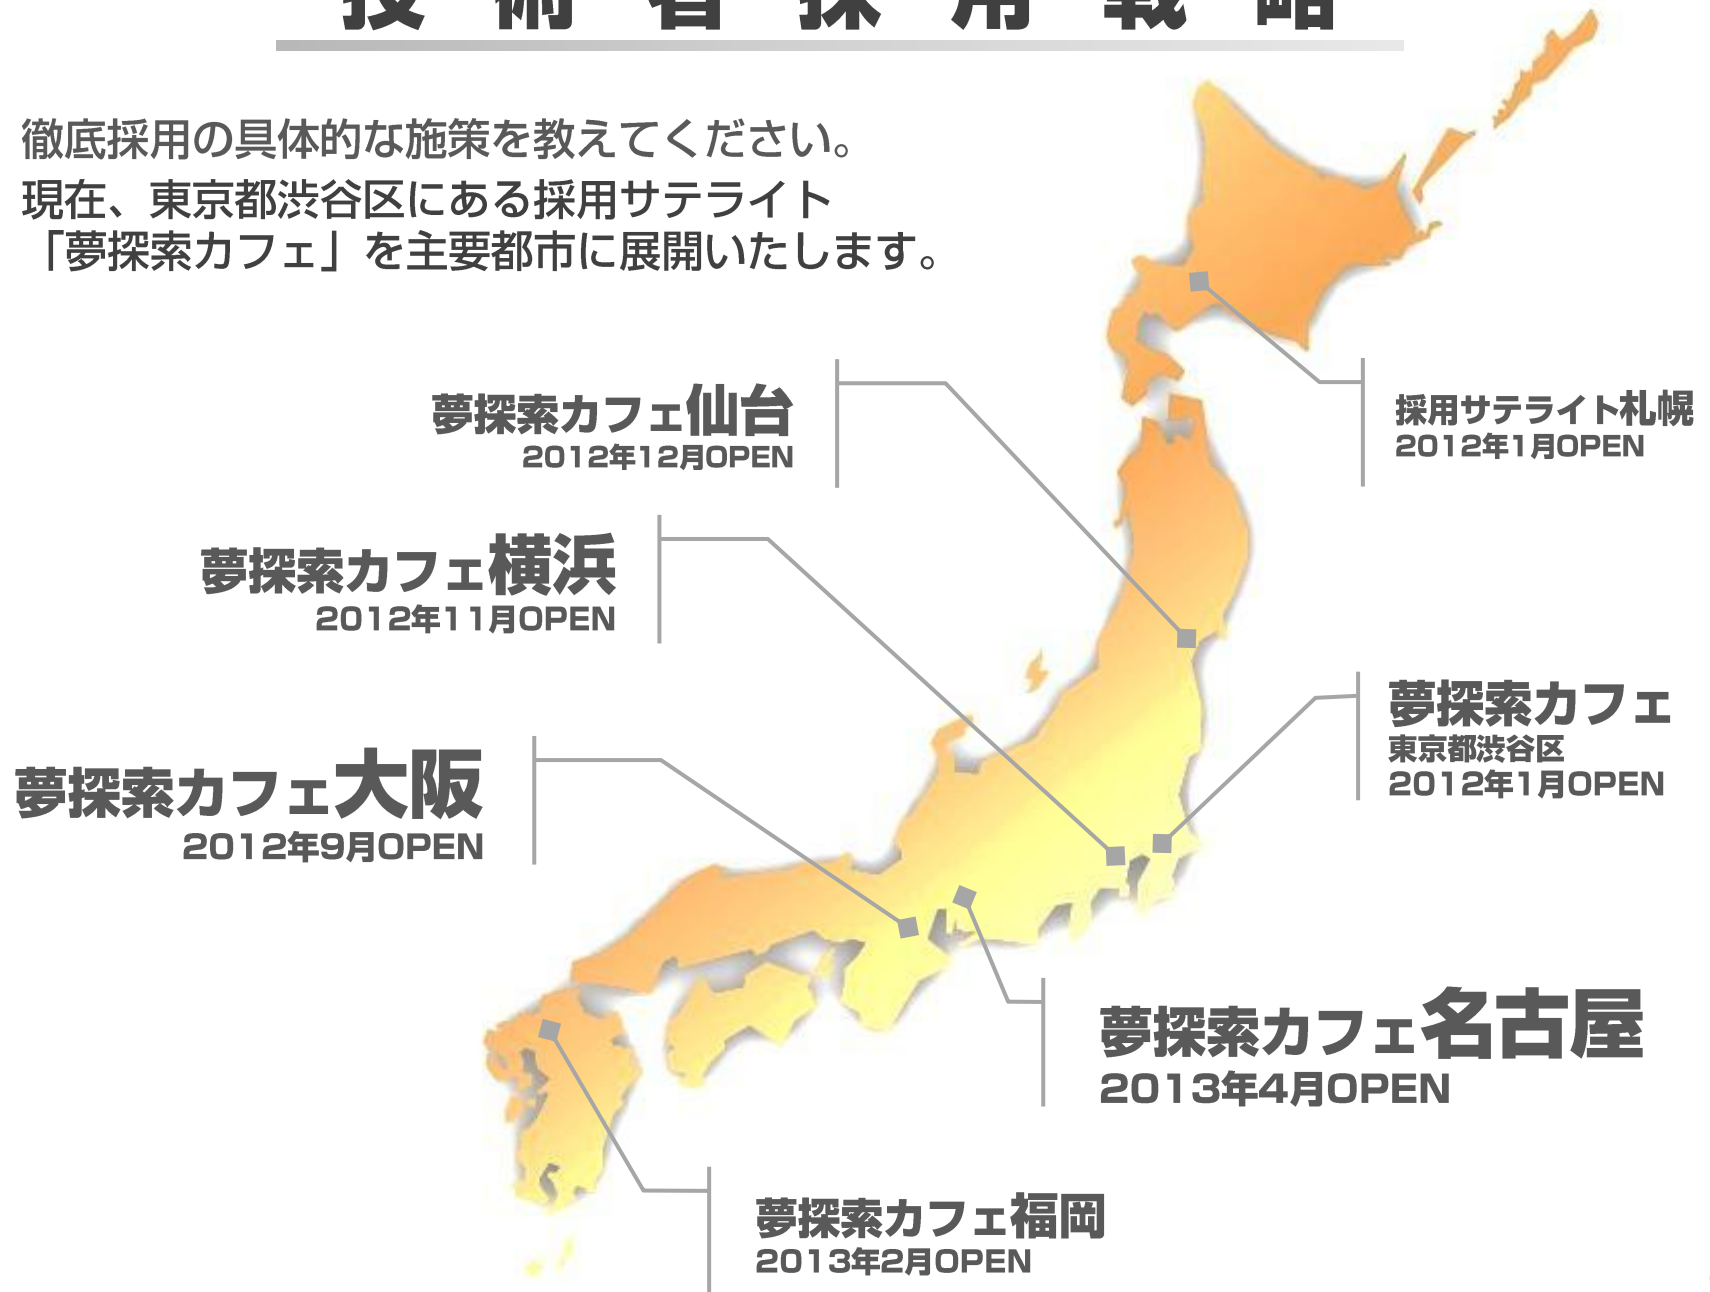 技術者採用戦略
徹底採用の具体的な施策を教えてください。
現在、東京都渋谷区にある採用サテライト
「夢探索カフェ」を主要都市に展開いたします。
夢探索カフェ仙台
2012年12月OPEN
採用サテライト札幌
2012年1月OPEN
夢探索カフェ横浜
2012年11月OPEN
夢探索カフェ
東京都渋谷区
2012年1月OPEN
夢探索カフェ大阪
2012年9月OPEN
夢探索カフェ名古屋
2013年4月OPEN
夢探索カフェ福岡
2013年2月OPEN